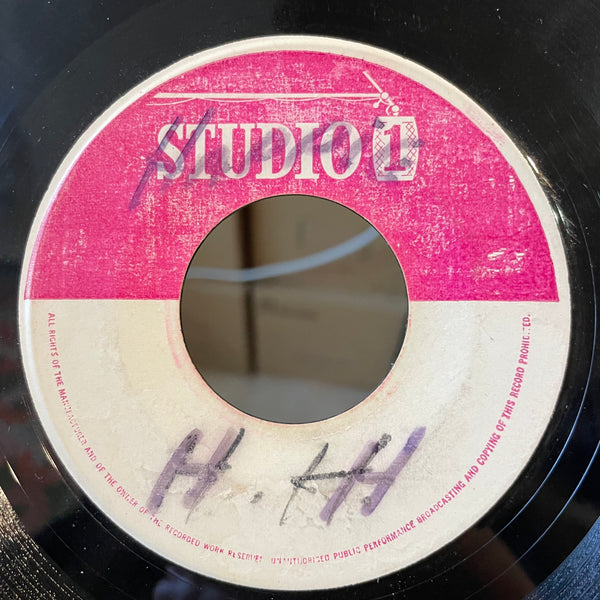 STUDIO 1
H. HH
ALL RIGHTS OF THE MANUFACTURER AND OF THE OWNER OF THE RECORDED WORK RESERVED. UNAUTHORISED PUBLIC PERFORMANCE BROADCASTING AND COPYING OF THIS RECORD PROHIBITED.